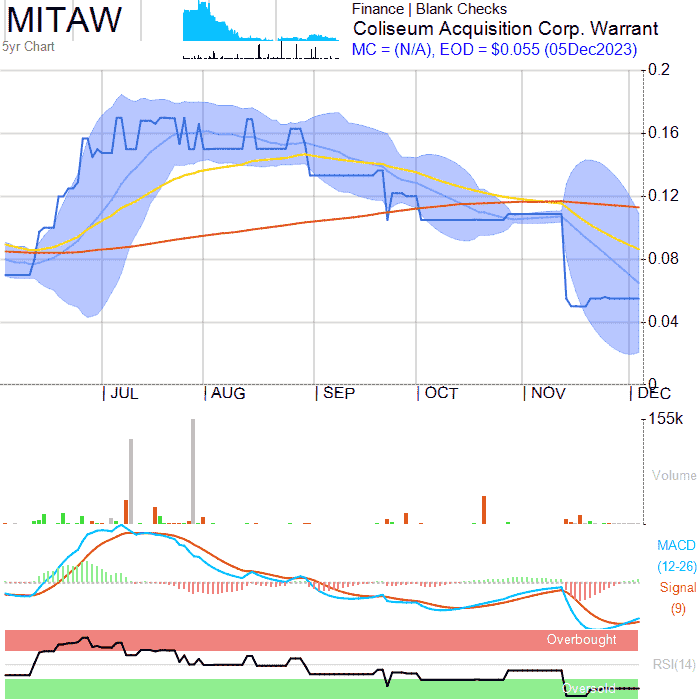 MITAW
5yr Chart
Finance | Blank Checks
Coliseum Acquisition Corp. Warrant
MC = (N/A), EOD = $0.055 (05Dec2023)
0.2
0.16
0.12
0.08
0.04
0
JUL
AUG
SEP
OCT
NOV
DEC
155k
Volume
MACD
(12-26)
Signal
(9)
Overbought
RSI(14)
Oversold